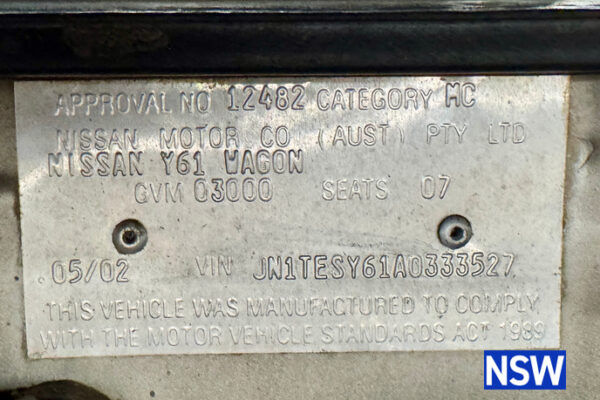 APPROVAL NO 12482 CATEGORY MC
NISSAN MOTOR CO (AUST) PTY LTD
NISSAN Y61 WAGON
GVM 03000 SEATS 07
05/02 VIN JN1TESY61A0333527
THIS VEHICLE WAS MANUFACTURED TO COMPLY
WITH THE MOTOR VEHICLE STANDARDS ACT 1989
NSW